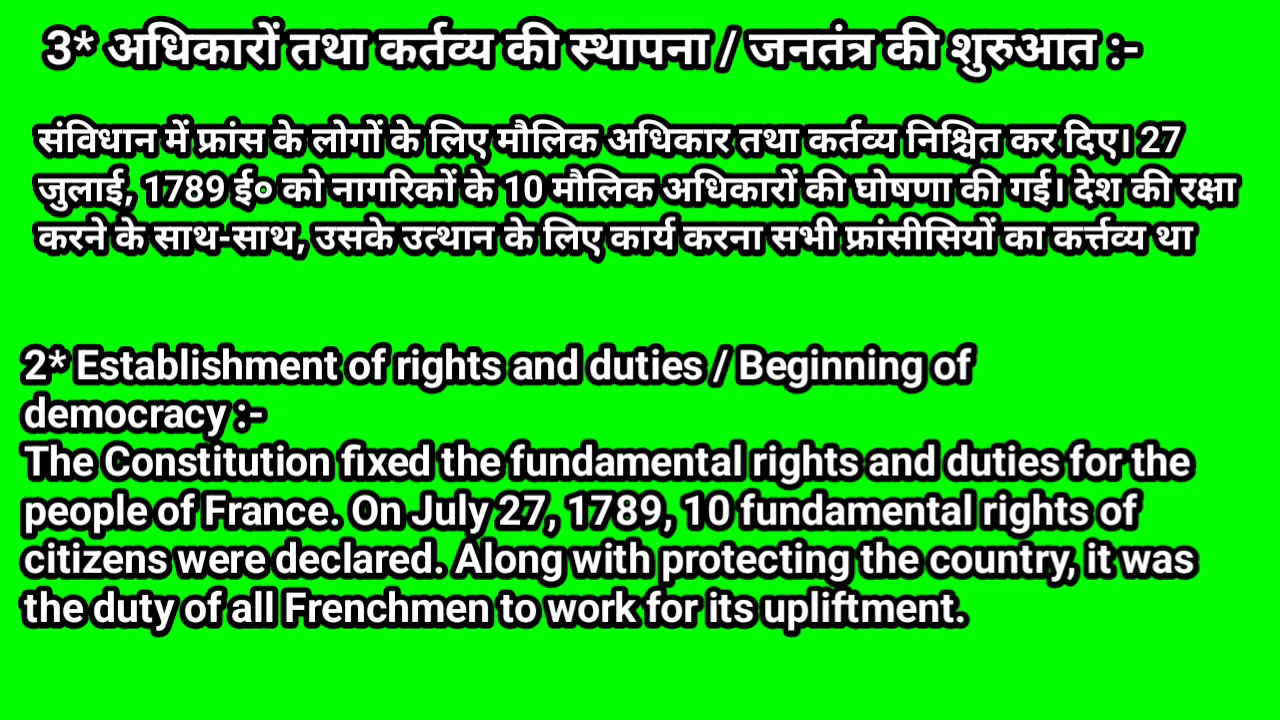 3* अधिकारों तथा कर्तव्य की स्थापना / जनतंत्र की शुरुआत :-
संविधान में फ्रांस के लोगों के लिए मौलिक अधिकार तथा कर्तव्य निश्चित कर दिए। 27
जुलाई, 1789 ई० को नागरिकों के 10 मौलिक अधिकारों की घोषणा की गई। देश की रक्षा
करने के साथ-साथ, उसके उत्थान के लिए कार्य करना सभी फ्रांसीसियों का कर्त्तव्य था
2* Establishment of rights and duties / Beginning of
democracy :-
The Constitution fixed the fundamental rights and duties for the
people of France. On July 27, 1789, 10 fundamental rights of
citizens were declared. Along with protecting the country, it was
the duty of all Frenchmen to work for its upliftment.